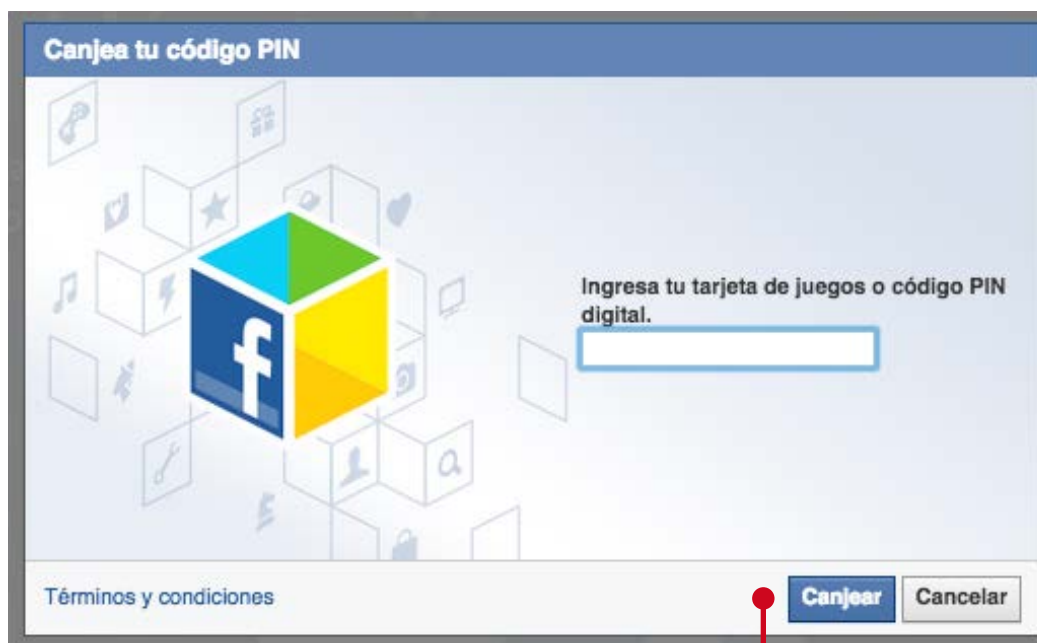 Canjea tu código PIN
Ingresa tu tarjeta de juegos o código PIN
digital.
Términos y condiciones
Canjear
Cancelar